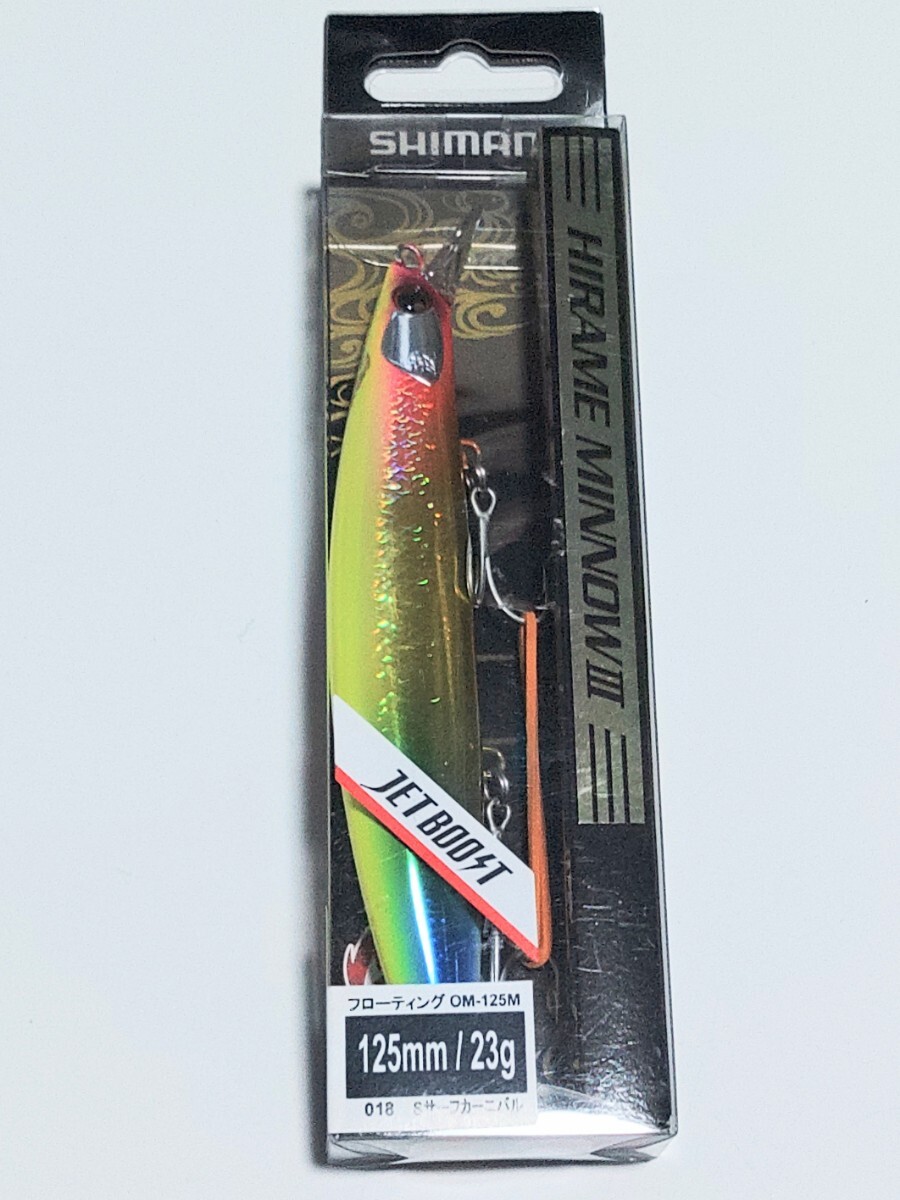 SHIMAN
HIRAME MINNOW III
JET BOOST
フローティング OM-125M
125mm / 23g
018 Sサーフカーニバル